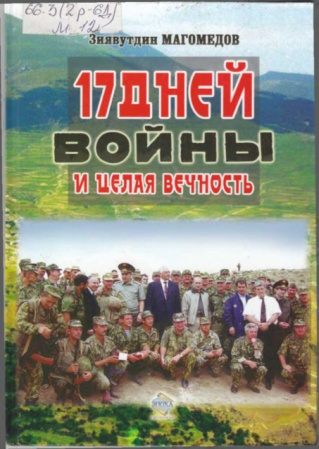 66.3(2р-6Д)
М 12
Зиявутдин МАГОМЕДОВ
17 ДНЕЙ
ВОЙНЫ
И ЦЕЛАЯ ВЕЧНОСТЬ